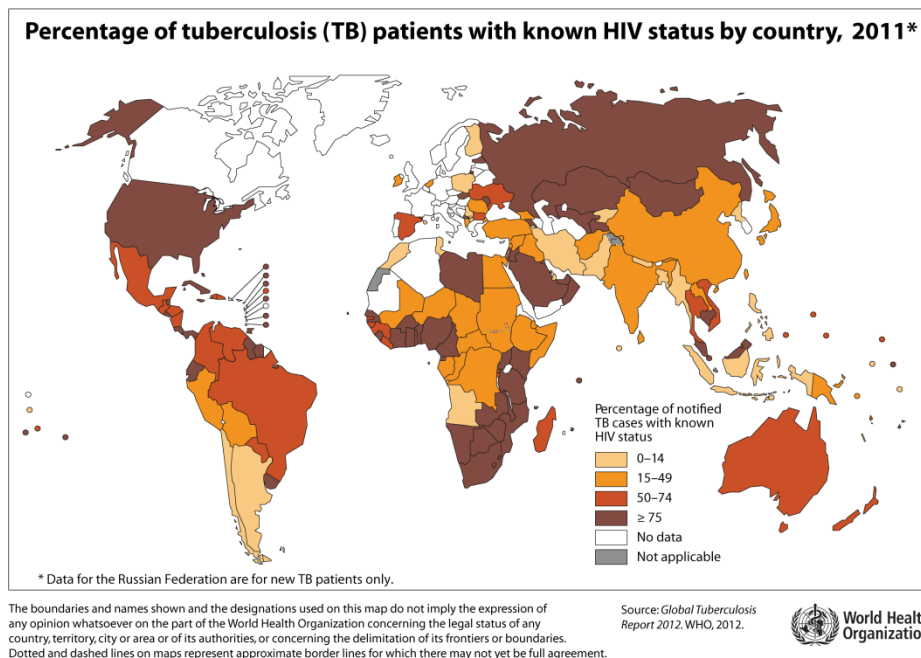 Percentage of tuberculosis (TB) patients with known HIV status by country, 2011*
Percentage of notified
TB cases with known
HIV status
0–14
15–49
50–74
≥ 75
No data
Not applicable
* Data for the Russian Federation are for new TB patients only.
The boundaries and names shown and the designations used on this map do not imply the expression of
any opinion whatsoever on the part of the World Health Organization concerning the legal status of any
country, territory, city or area or of its authorities, or concerning the delimitation of its frontiers or boundaries.
Dotted and dashed lines on maps represent approximate border lines for which there may not yet be full agreement.
Source: Global Tuberculosis
Report 2012. WHO, 2012.
World Heal
Organizatio